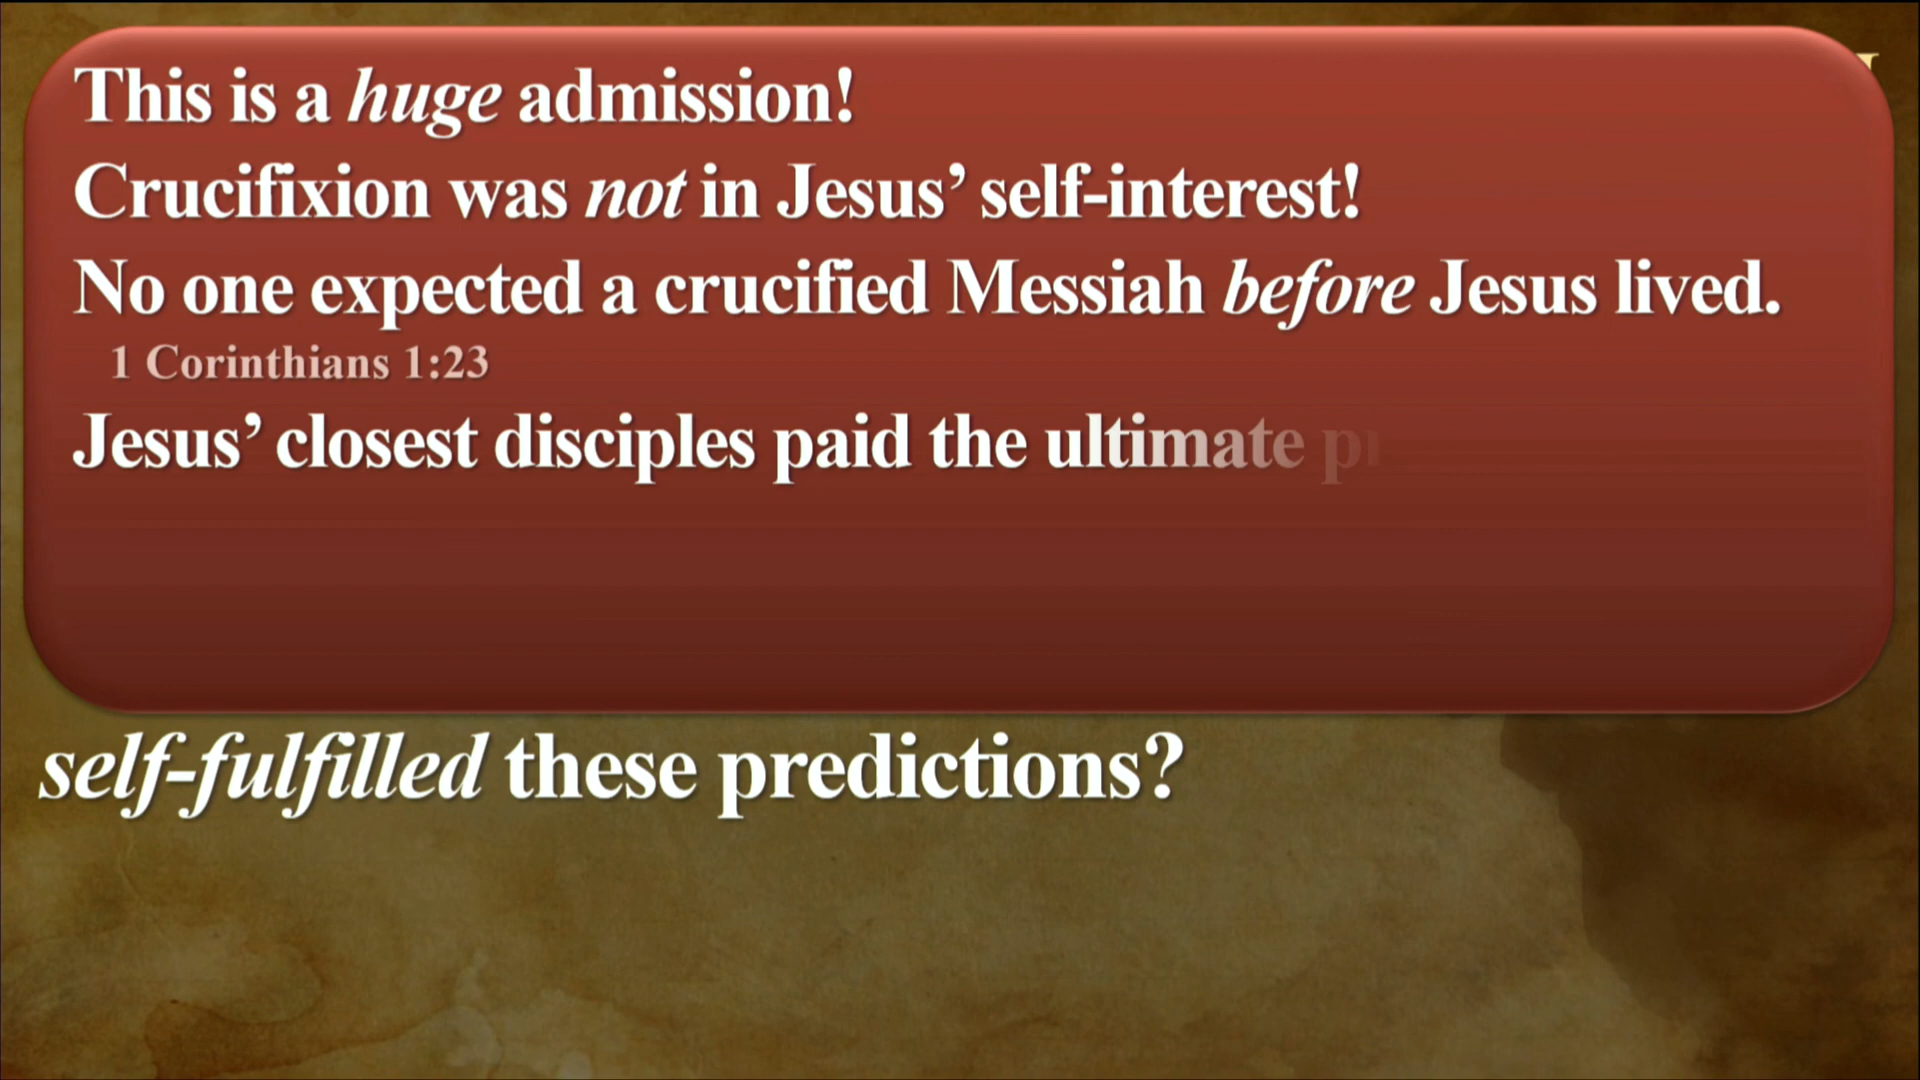 This is a huge admission!
Crucifixion was not in Jesus’ self-interest!
No one expected a crucified Messiah before Jesus lived.
1 Corinthians 1:23
Jesus’ closest disciples paid the ultimate
self-fulfilled these predictions?